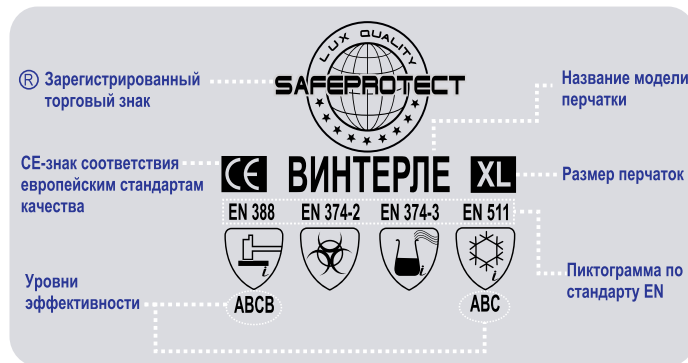 LUX QUALITY
® Зарегистрированный
торговый знак
SAFEPROTECT
Название модели
перчатки
CE-знак соответствия
европейским стандартам
качества
CE ВИНТЕРЛЕ XL
Размер перчаток
EN 388 EN 374-2 EN 374-3 EN 511
i i i
Уровни
эффективности
ABCB ABC
Пиктограмма по
стандарту EN